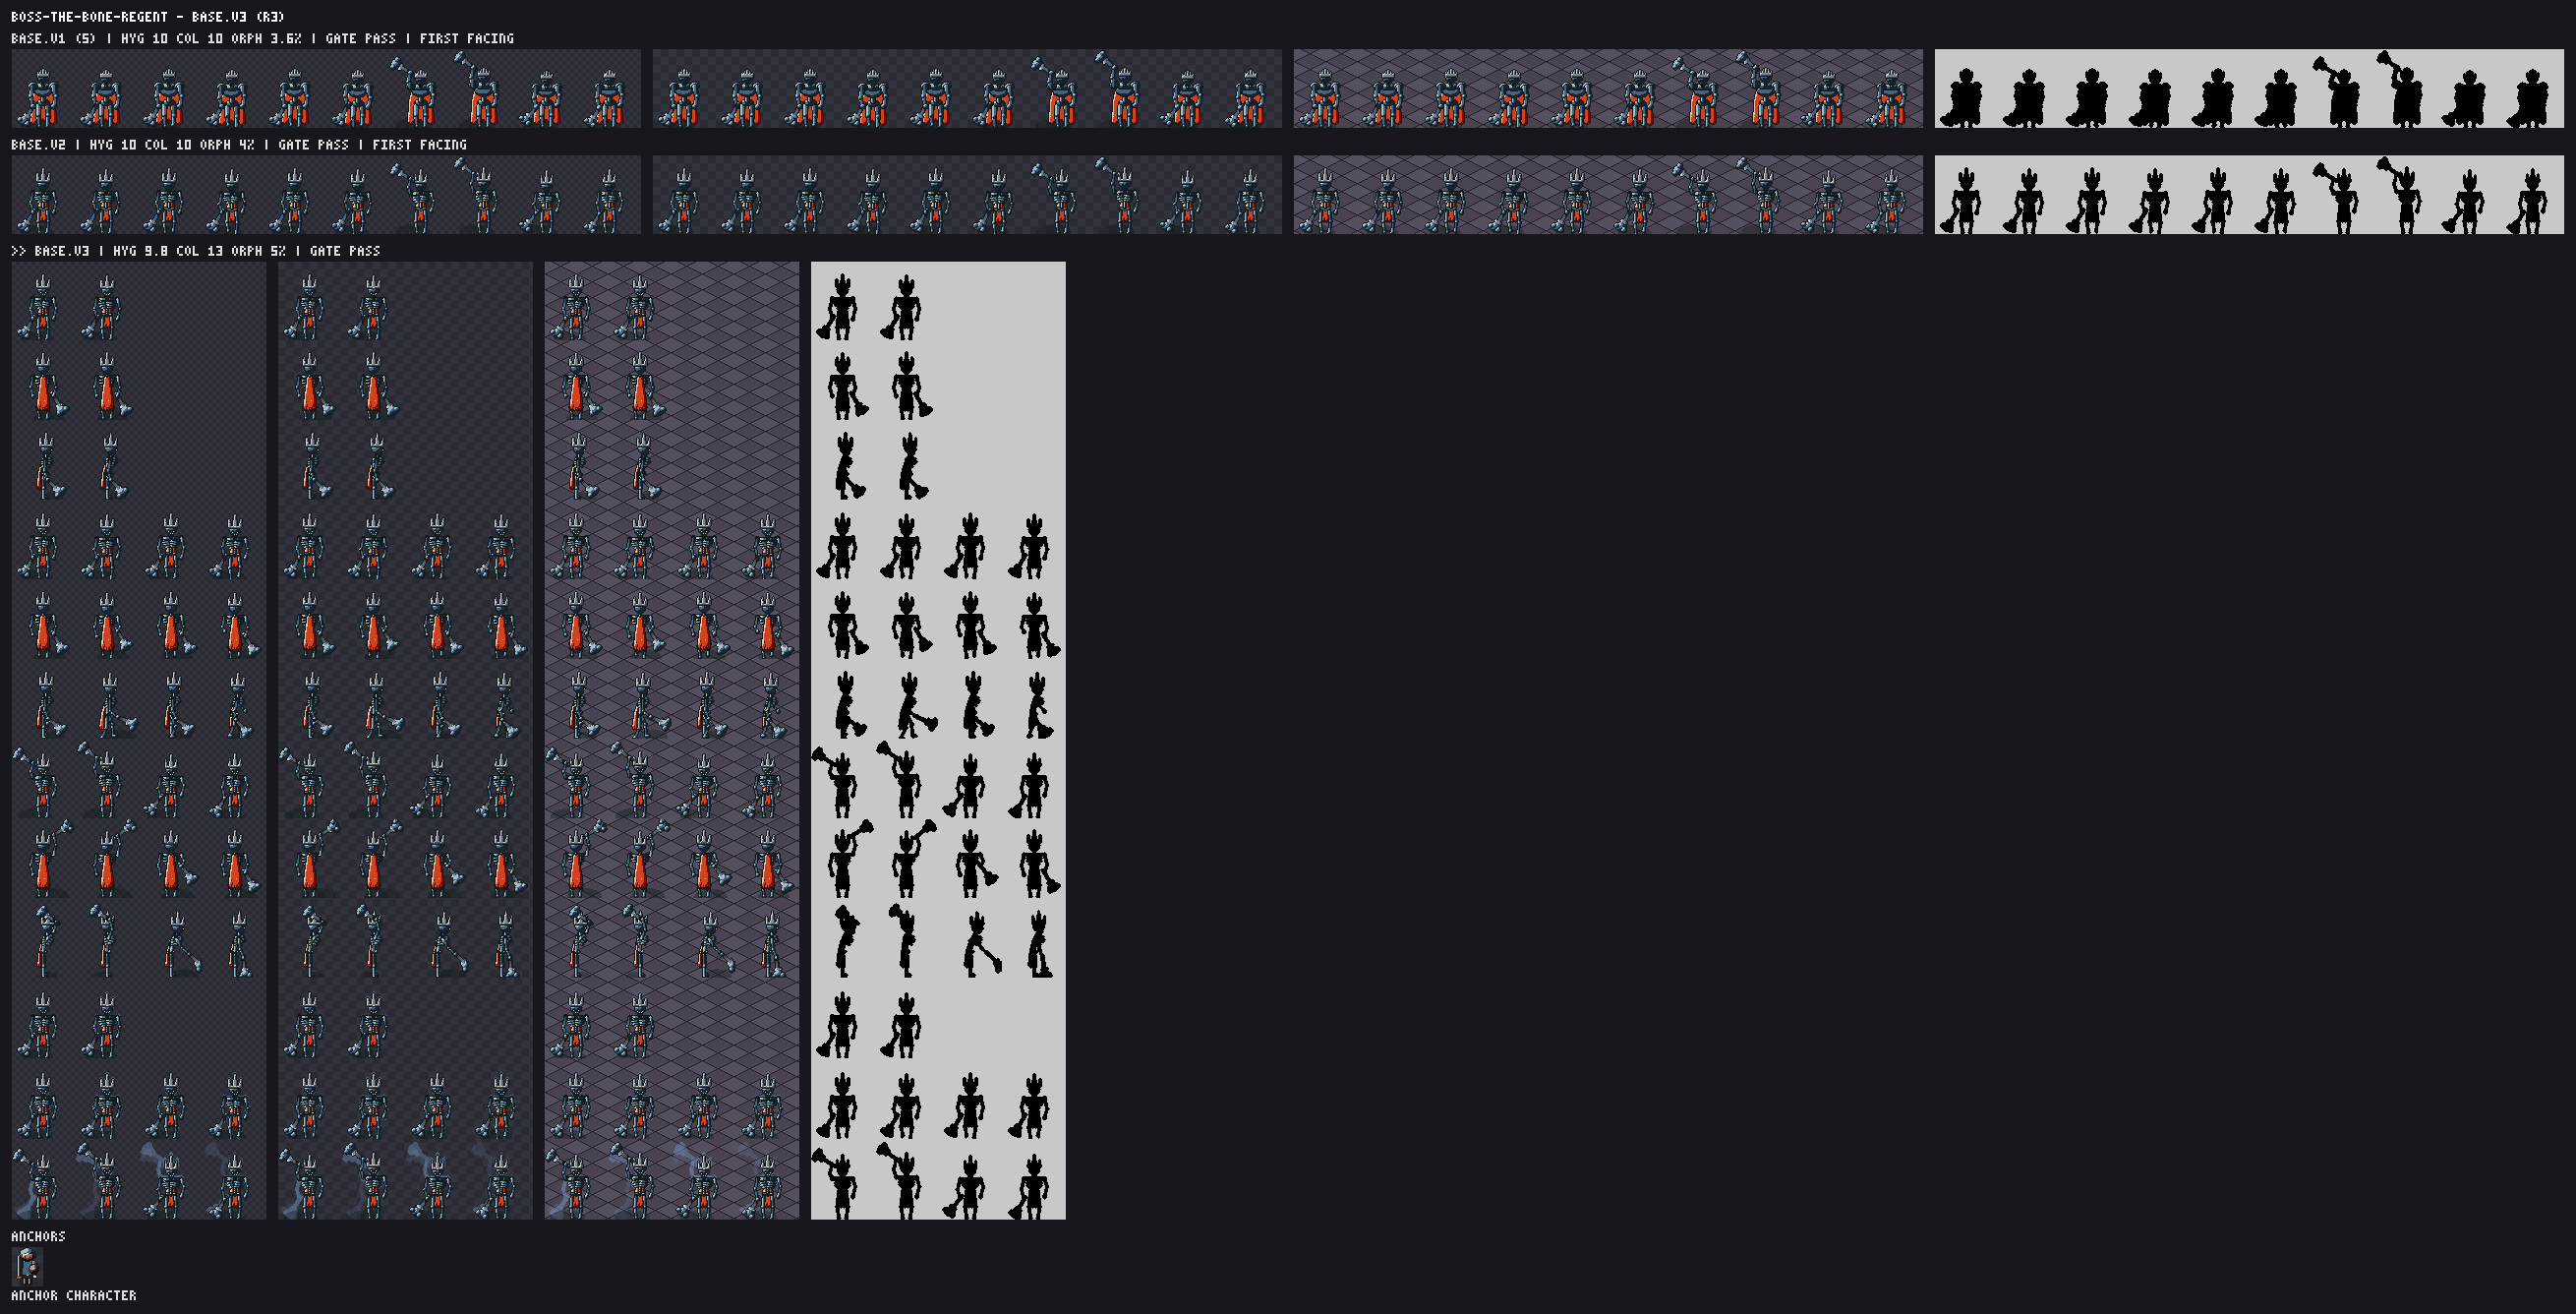 BOSS-THE-BONE-REGENT - BASE.V3 (R3)
BASE.V1 (S) | HYG 10 COL 10 ORPH 3.6% | GATE PASS | FIRST FACING
BASE.V2 | HYG 10 COL 10 ORPH 4% | GATE PASS | FIRST FACING
>> BASE.V3 | HYG 9.8 COL 13 ORPH 5% | GATE PASS
ANCHORS
ANCHOR CHARACTER